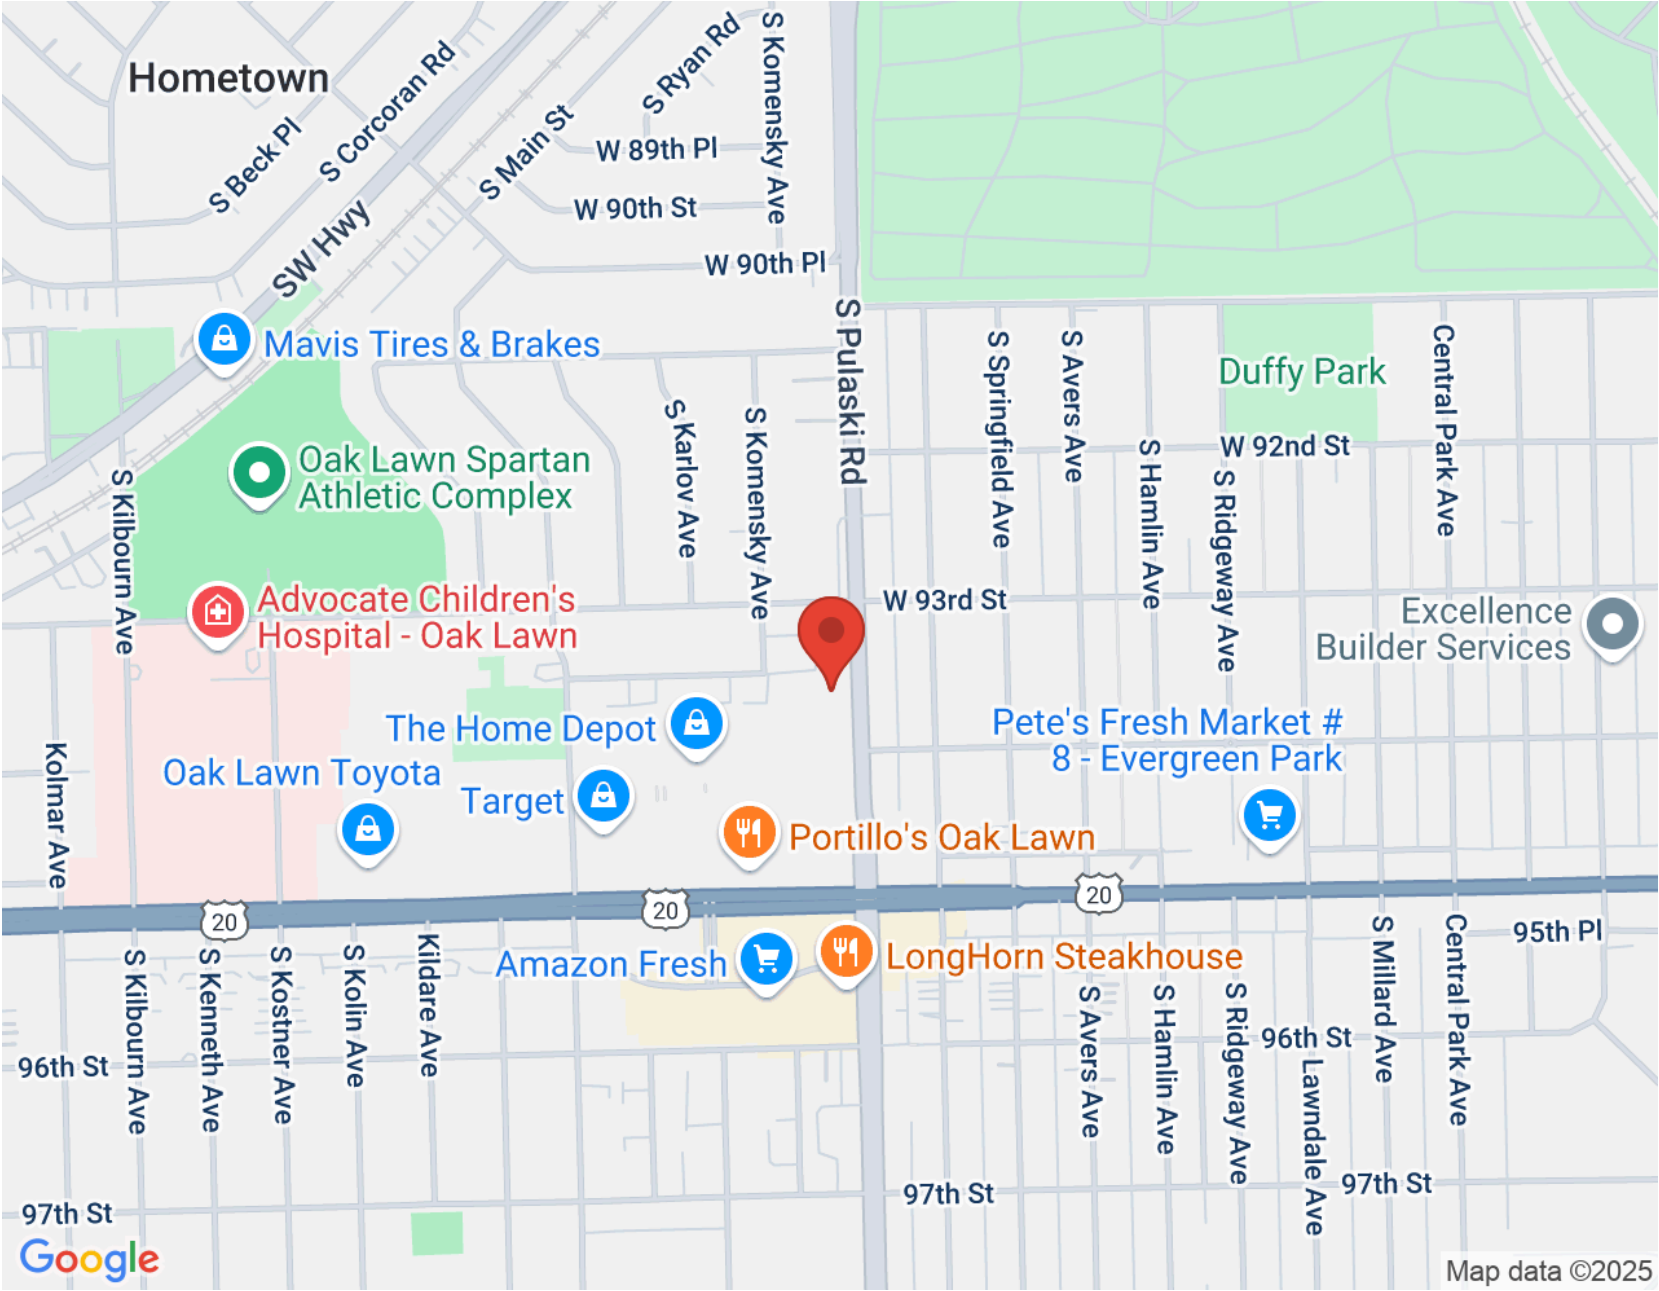 Hometown
S Beck Pl
S Corcoran Rd
SW Hwy
S Main St
S Ryan Rd
S Komensky Ave
W 89th Pl
W 90th St
W 90th Pl
S Pulaski Rd
Mavis Tires & Brakes
Oak Lawn Spartan
Athletic Complex
S Kilbourn Ave
S Karlov Ave
S Komensky Ave
S Springfield Ave
S Avers Ave
S Hamlin Ave
Duffy Park
W 92nd St
S Ridgeway Ave
Central Park Ave
Advocate Children's
Hospital - Oak Lawn
W 93rd St
Excellence
Builder Services
The Home Depot
Pete's Fresh Market #
8 - Evergreen Park
Kolmar Ave
Oak Lawn Toyota
Target
Portillo's Oak Lawn
20
20
20
Amazon Fresh
LongHorn Steakhouse
95th Pl
S Kilbourn Ave
S Kenneth Ave
S Kostner Ave
S Kolin Ave
Kildare Ave
S Avers Ave
S Hamlin Ave
S Ridgeway Ave
Lawndale Ave
S Millard Ave
Central Park Ave
96th St
96th St
97th St
97th St
97th St
Google
Map data ©2025